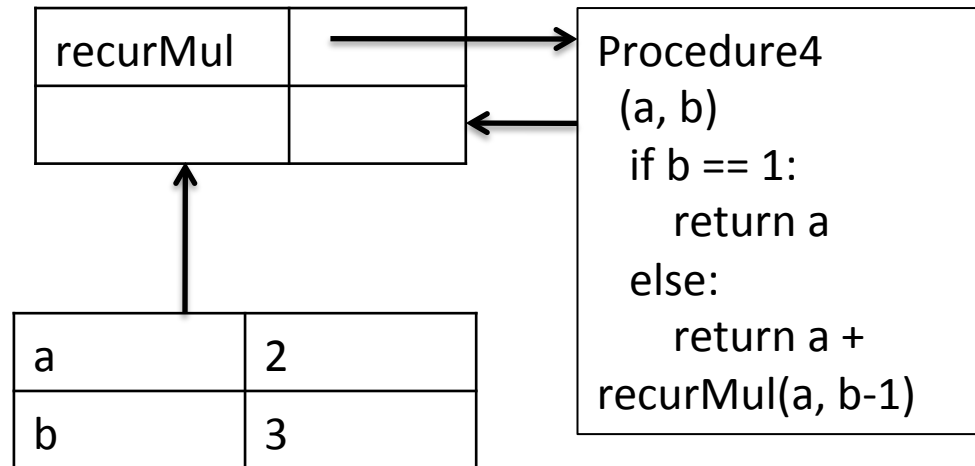 recurMul
Procedure4
(a, b)
if b == 1:
return a
else:
return a +
recurMul(a, b-1)
a 2
b 3